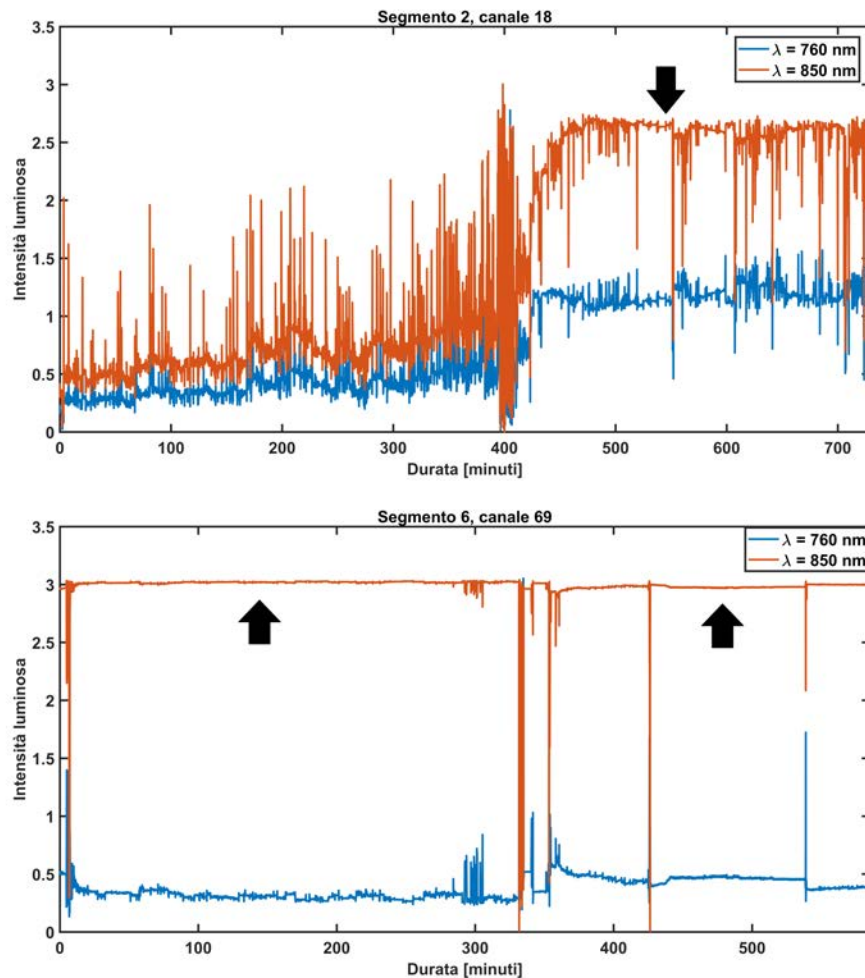 Segmento 2, canale 18
λ = 760 nm
λ = 850 nm
3.5
3
2.5
2
1.5
1
0.5
0
Intensità luminosa
0 100 200 300 400 500 600 700
Durata [minuti]
Segmento 6, canale 69
λ = 760 nm
λ = 850 nm
3.5
3
2.5
2
1.5
1
0.5
0
Intensità luminosa
0 100 200 300 400 500
Durata [minuti]